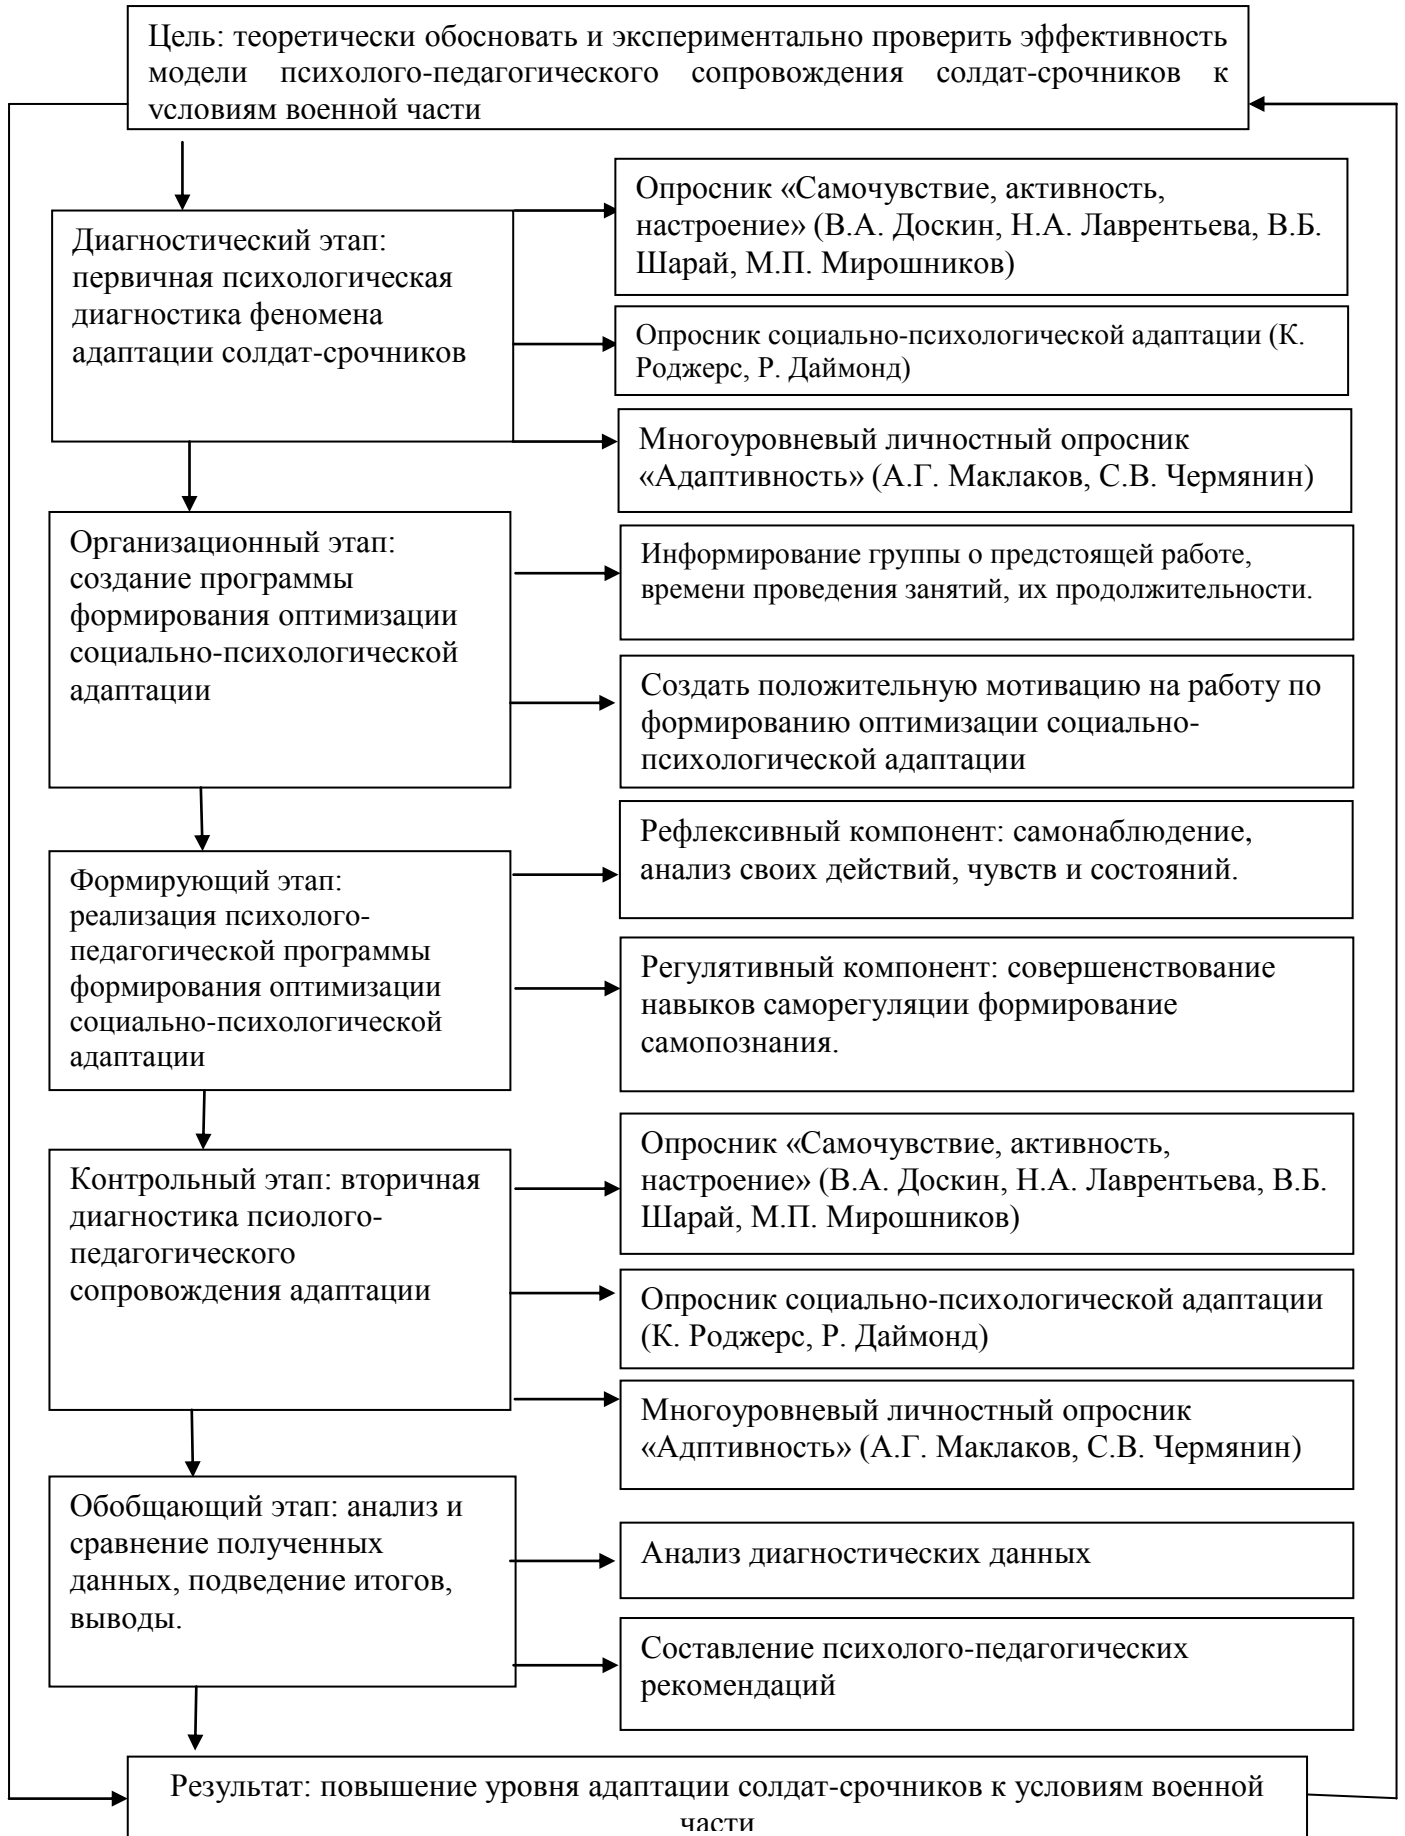 Цель: теоретически обосновать и экспериментально проверить эффективность
модели психолого-педагогического сопровождения солдат-срочников к
условиям военной части
Диагностический этап:
первичная психологическая
диагностика феномена
адаптации солдат-срочников
Опросник «Самочувствие, активность,
настроение» (В.А. Доскин, Н.А. Лаврентьева, В.Б.
Шарай, М.П. Мирошников)
Опросник социально-психологической адаптации (К.
Роджерс, Р. Даймонд)
Многоуровневый личностный опросник
«Адаптивность» (А.Г. Маклаков, С.В. Чермянин)
Организационный этап:
создание программы
формирования оптимизации
социально-психологической
адаптации
Информирование группы о предстоящей работе,
времени проведения занятий, их продолжительности.
Создать положительную мотивацию на работу по
формированию оптимизации социально-
психологической адаптации
Формирующий этап:
реализация психолого-
педагогической программы
формирования оптимизации
социально-психологической
адаптации
Рефлексивный компонент: самонаблюдение,
анализ своих действий, чувств и состояний.
Регулятивный компонент: совершенствование
навыков саморегуляции формирование
самопознания.
Контрольный этап: вторичная
диагностика псиолого-
педагогического
сопровождения адаптации
Опросник «Самочувствие, активность,
настроение» (В.А. Доскин, Н.А. Лаврентьева, В.Б.
Шарай, М.П. Мирошников)
Опросник социально-психологической адаптации
(К. Роджерс, Р. Даймонд)
Многоуровневый личностный опросник
«Адптивность» (А.Г. Маклаков, С.В. Чермянин)
Обобщающий этап: анализ и
сравнение полученных
данных, подведение итогов,
выводы.
Анализ диагностических данных
Составление психолого-педагогических
рекомендаций
Результат: повышение уровня адаптации солдат-срочников к условиям военной
части